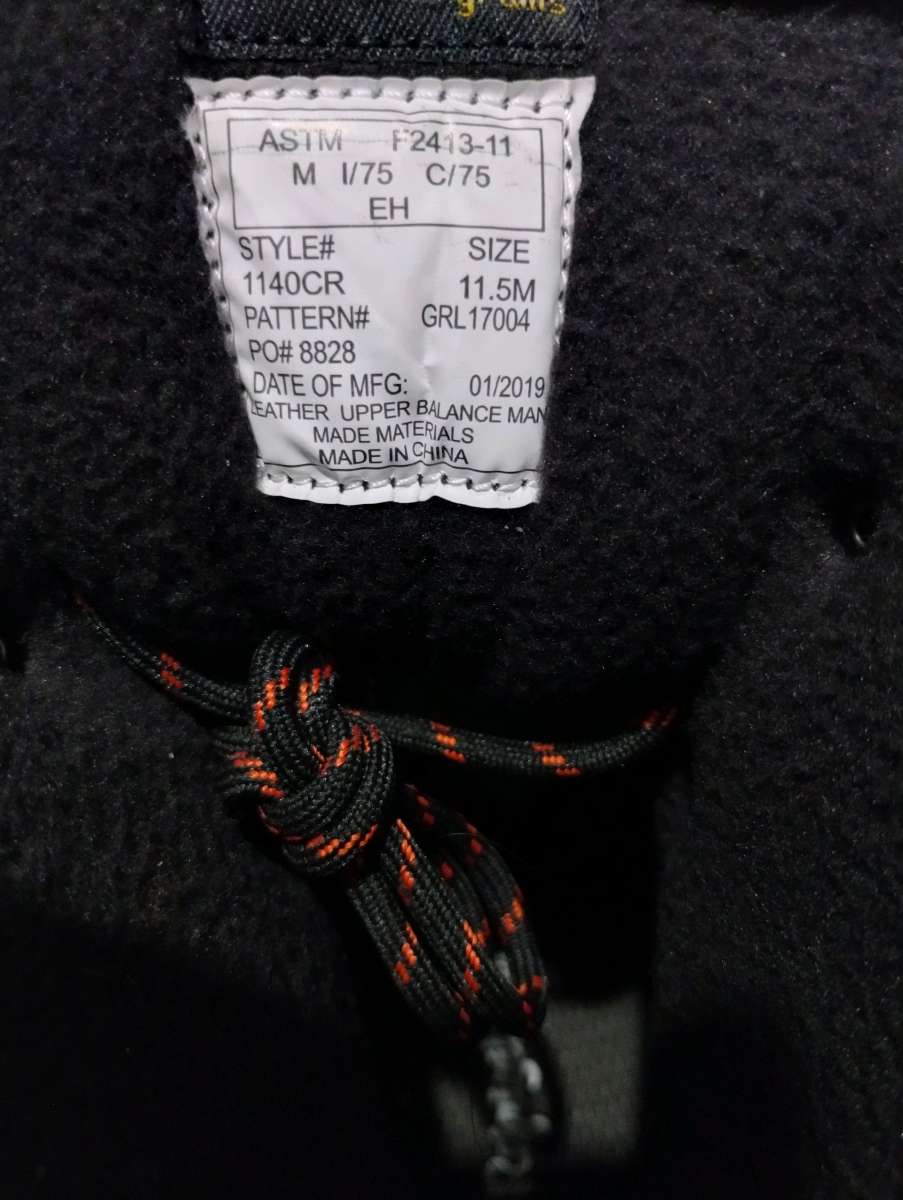 grams
ASTM F2413-11
M I/75 C/75
EH
STYLE# SIZE
1140CR 11.5M
PATTERN# GRL17004
PO# 8828
DATE OF MFG: 01/2019
LEATHER UPPER BALANCE MAN
MADE MATERIALS
MADE IN CHINA